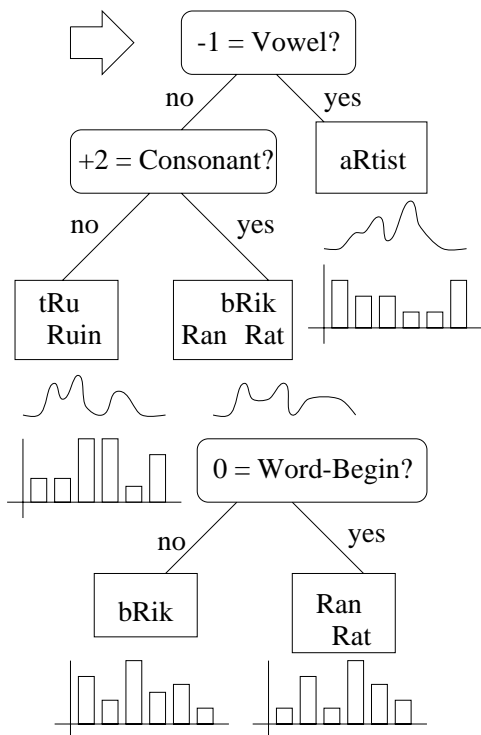 -1 = Vowel?
no
yes
+2 = Consonant?
aRtist
no
yes
tRu
Ruin
bRik
Ran Rat
0 = Word-Begin?
no
yes
bRik
Ran
Rat